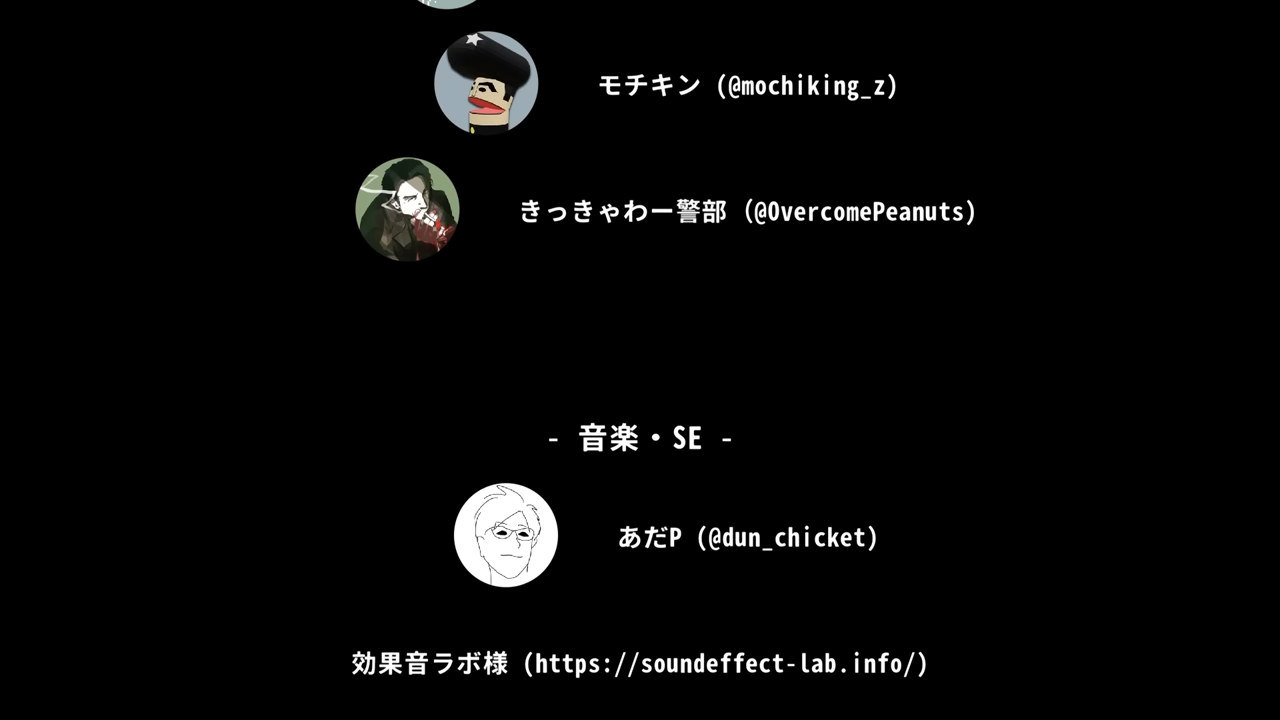 モチキン (@mochiking_z)
きっきゃわー警部 (@OvercomePeanuts)
- 音楽・SE -
あだP (@dun_chicket)
効果音ラボ様 (https://soundeffect-lab.info/)